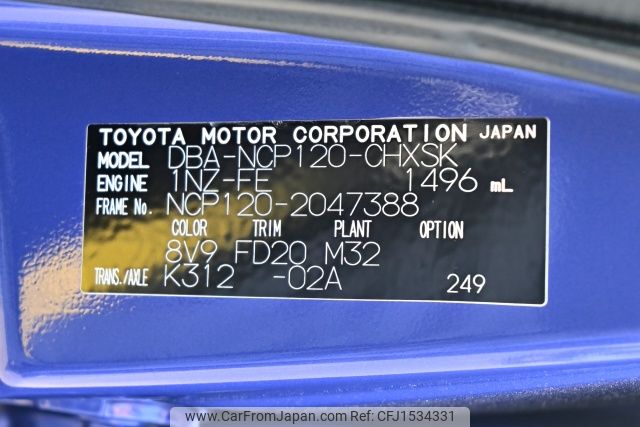 TOYOTA MOTOR CORPORATION JAPAN
MODEL DBA-NCP120-CHXSK
ENGINE 1NZ-FE 1496 mL
FRAME No. NCP120-2047388
COLOR TRIM PLANT OPTION
8V9 FD20 M32
TRANS./AXLE K312 -02A 249
www.CarFromJapan.com Ref-CFJ1534331